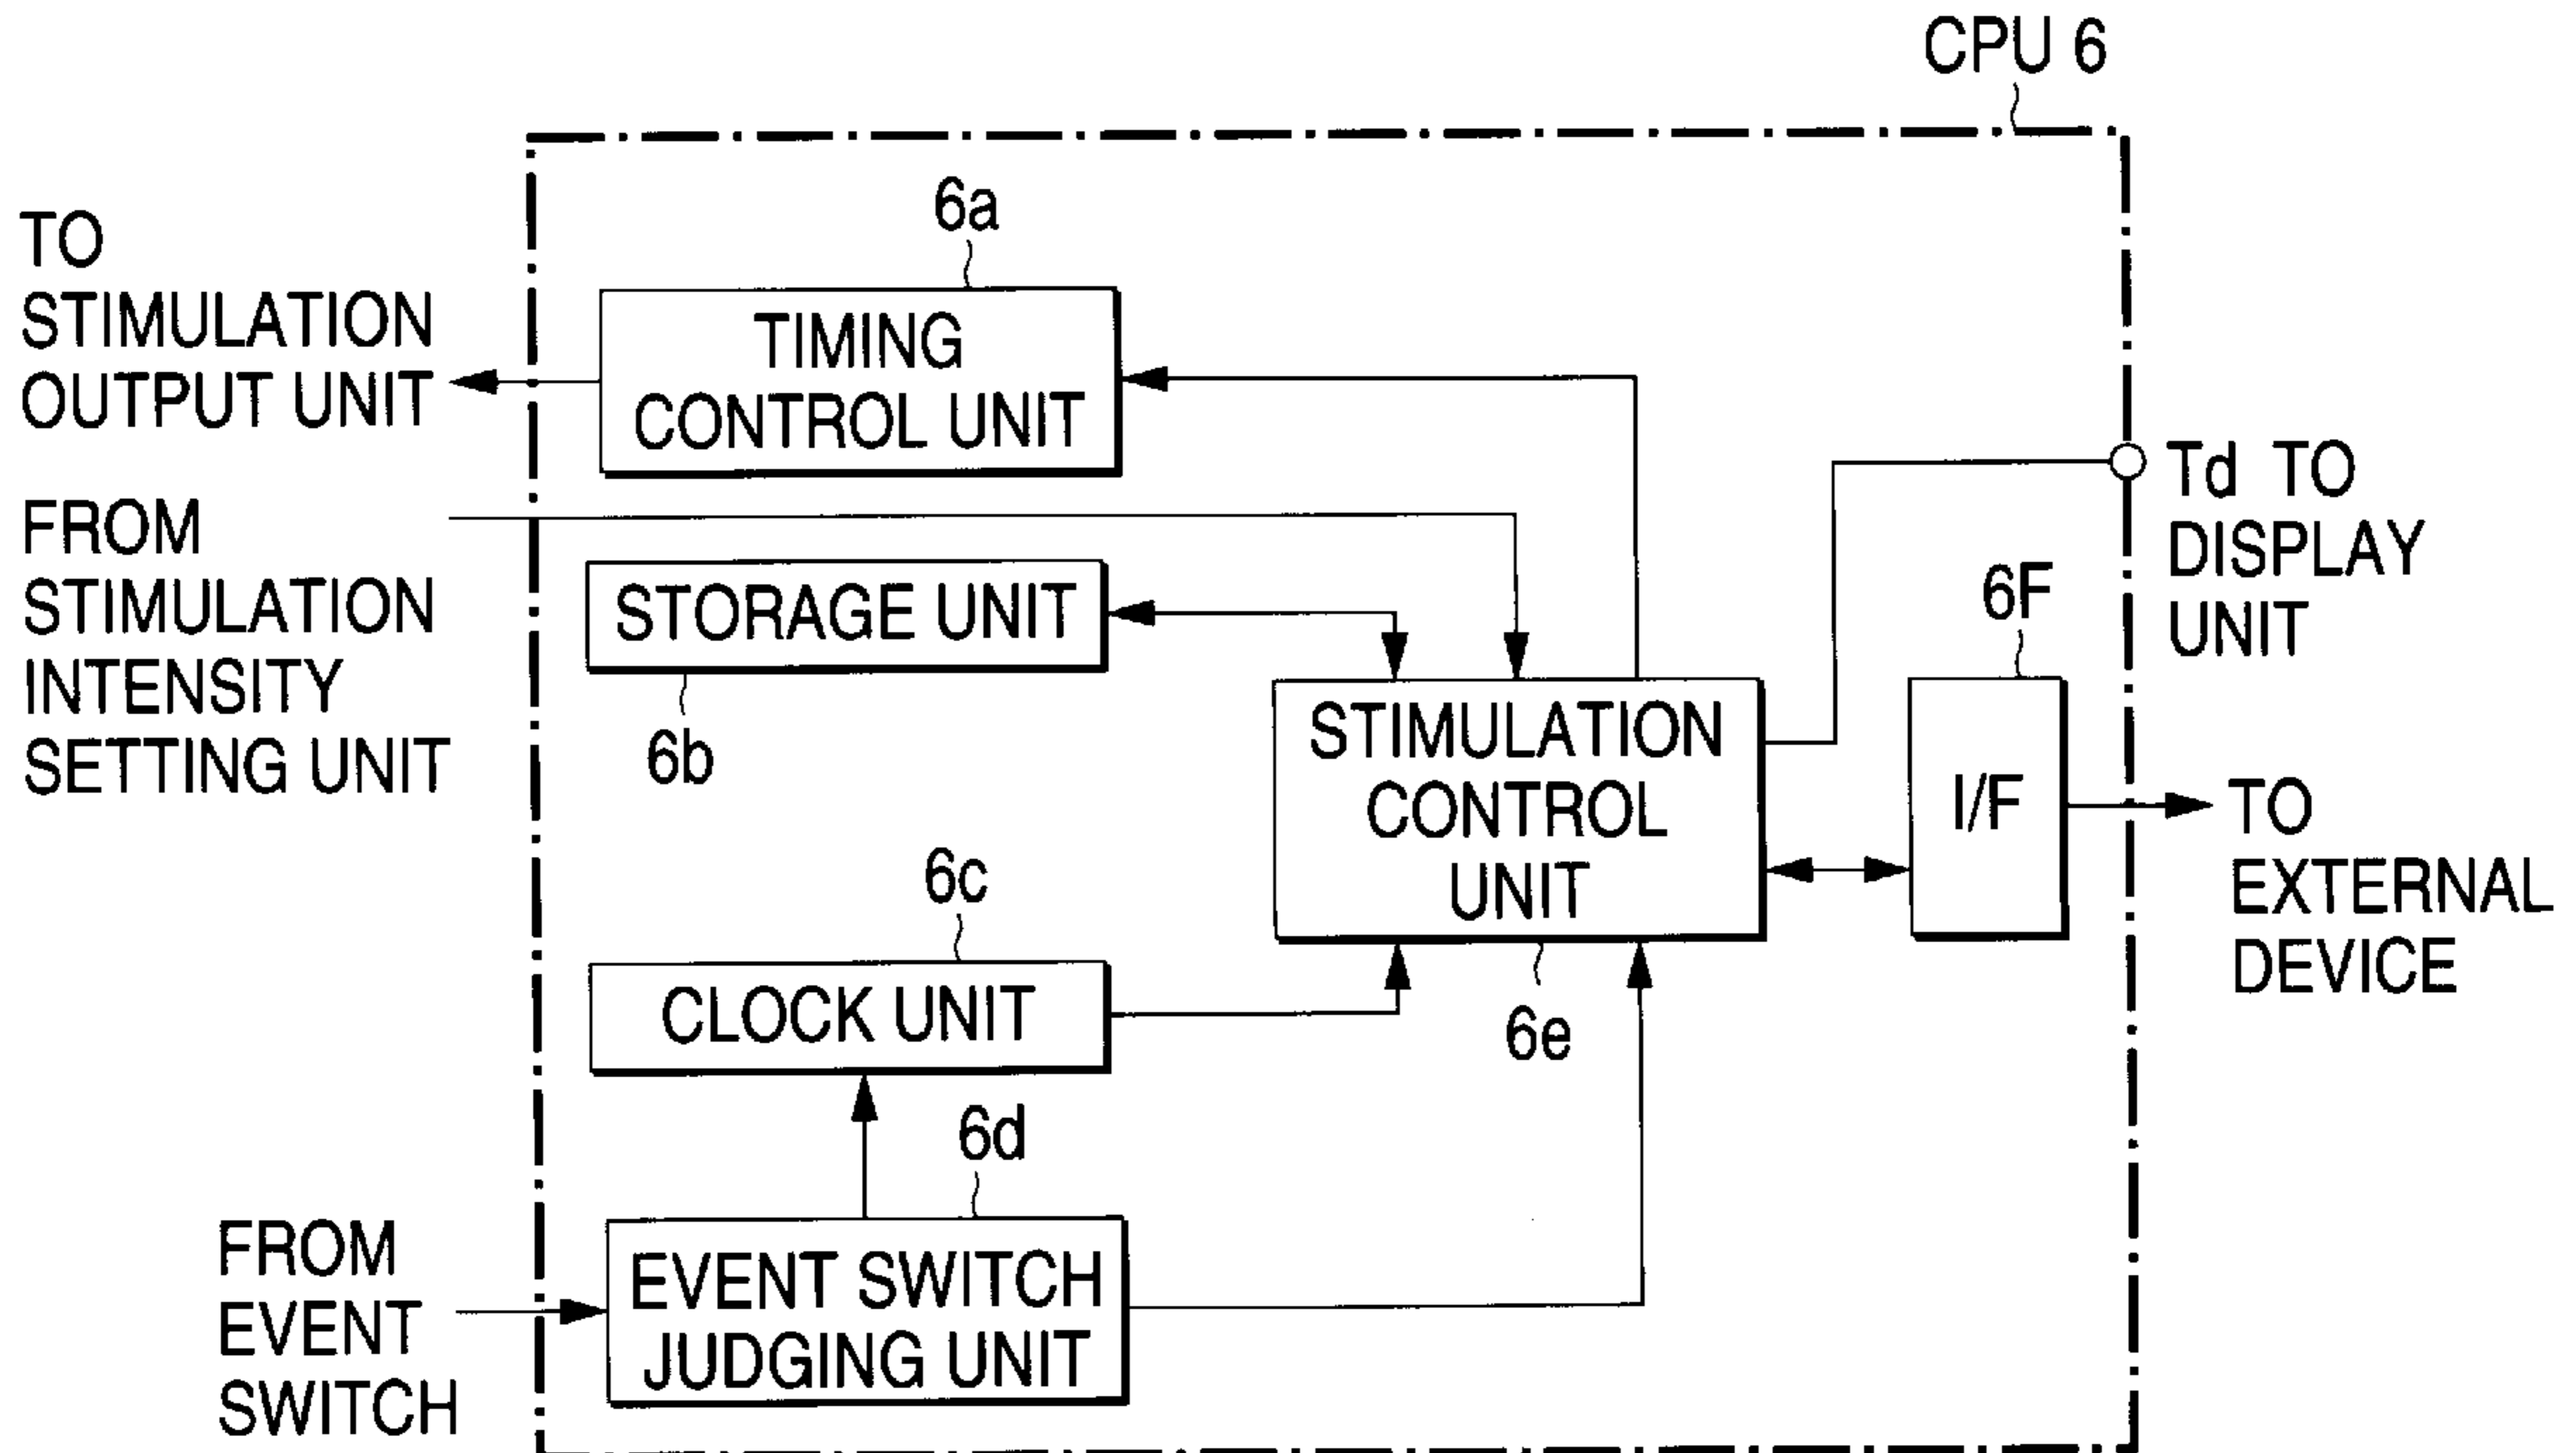 CPU 6
6a
TO
STIMULATION
OUTPUT UNIT
TIMING
CONTROL UNIT
Td TO
DISPLAY
UNIT
FROM
STIMULATION
INTENSITY
SETTING UNIT
STORAGE UNIT
6b
6F
STIMULATION
CONTROL
UNIT
6e
I/F
TO
EXTERNAL
DEVICE
6c
CLOCK UNIT
6d
FROM
EVENT
SWITCH
EVENT SWITCH
JUDGING UNIT